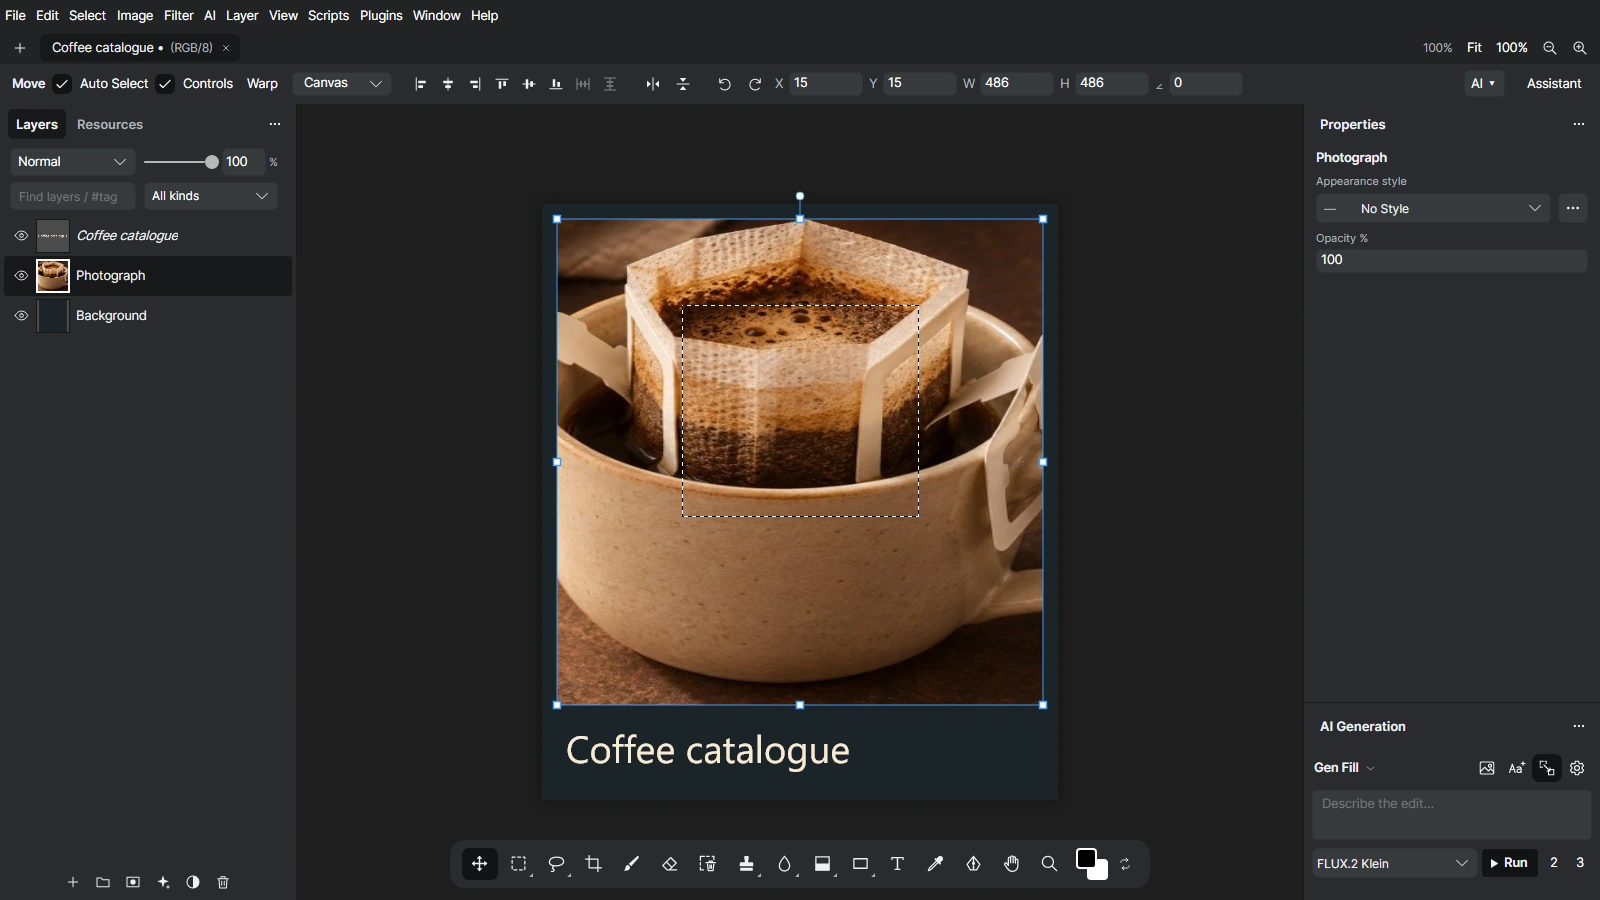 File Edit Select Image Filter AI Layer View Scripts Plugins Window Help
+ Coffee catalogue • (RGB/8) × 100% Fit 100%
Move Auto Select Controls Warp Canvas X 15 Y 15 W 486 H 486 0 AI Assistant
Layers Resources
Normal 100 %
Find layers / #tag All kinds
Coffee catalogue
Photograph
Background
Coffee catalogue
Properties
Photograph
Appearance style
— No Style
Opacity %
100
AI Generation
Gen Fill Aa+
Describe the edit...
FLUX.2 Klein Run 2 3